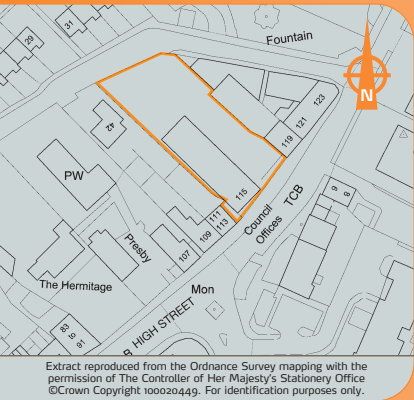 29
31
Fountain
N
123
121
119
42
PW
115
TCB
9
8
Council
Offices
111
113
109
107
Presby
The Hermitage
Mon
HIGH STREET
83
91
Extract reproduced from the Ordnance Survey mapping with the
permission of The Controller of Her Majesty's Stationery Office
©Crown Copyright 100020449. For identification purposes only.